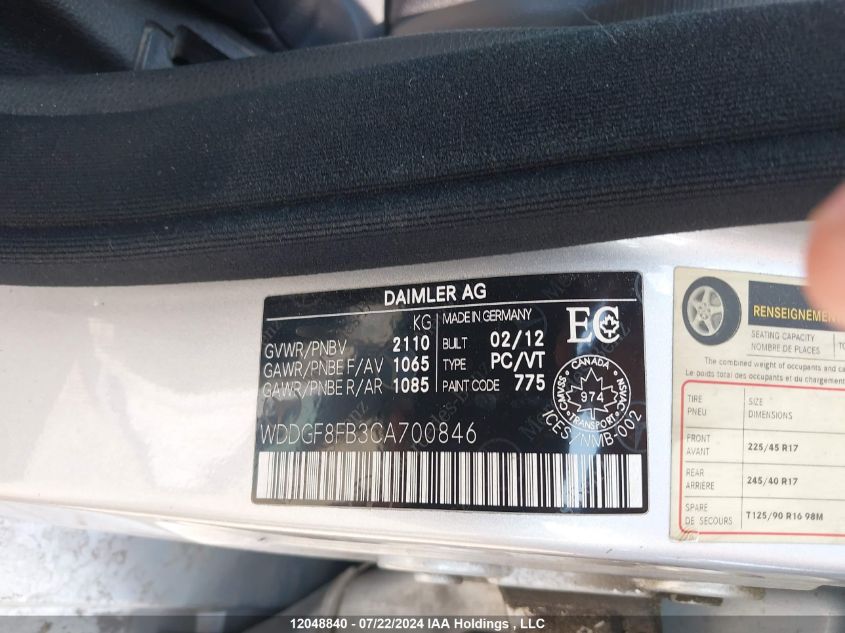 DAIMLER AG
KG MADE IN GERMANY
GVWR/PNBV 2110 BUILT 02/12
GAWR/PNBE F/AV 1065 TYPE PC/VT
GAWR/PNBE R/AR 1085 PAINT CODE 775
EC
CANADA
CMVSS NSVAC
974
TRANSPORT
ICES/NMB-002
WDDGF8FB3CA700846
RENSEIGNEMENT
SEATING CAPACITY
NOMBRE DE PLACES
The combined weight of occupants and
Le poids total des occupants et du chargement
TIRE SIZE
PNEU DIMENSIONS
FRONT
AVANT 225/45 R17
REAR
ARRIÈRE 245/40 R17
SPARE
DE SECOURS T125/90 R16 98M
12048840 - 07/22/2024 IAA Holdings , LLC